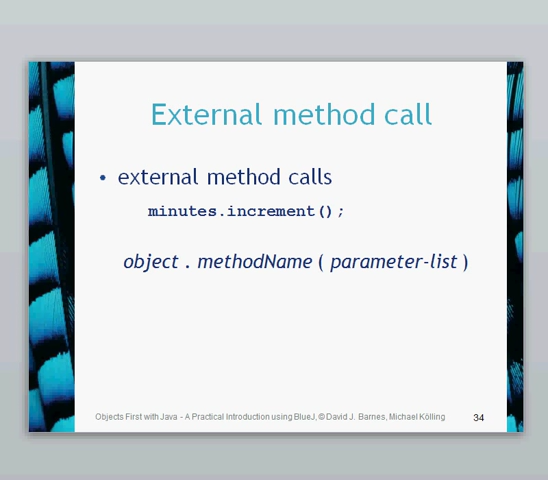 External method call
• external method calls
minutes.increment();
object . methodName ( parameter-list )
Objects First with Java - A Practical Introduction using BlueJ, © David J. Barnes, Michael Kölling
34